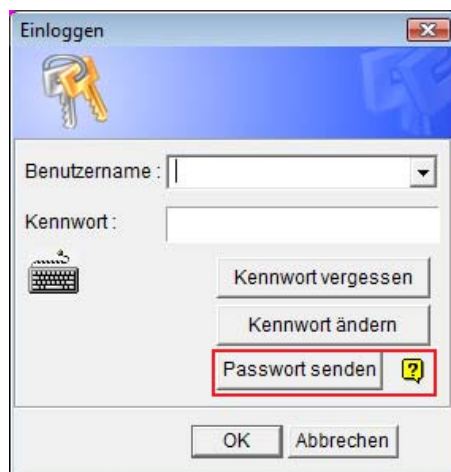 Einloggen
Benutzername :
Kennwort :
Kennwort vergessen
Kennwort ändern
Passwort senden ?
OK Abbrechen